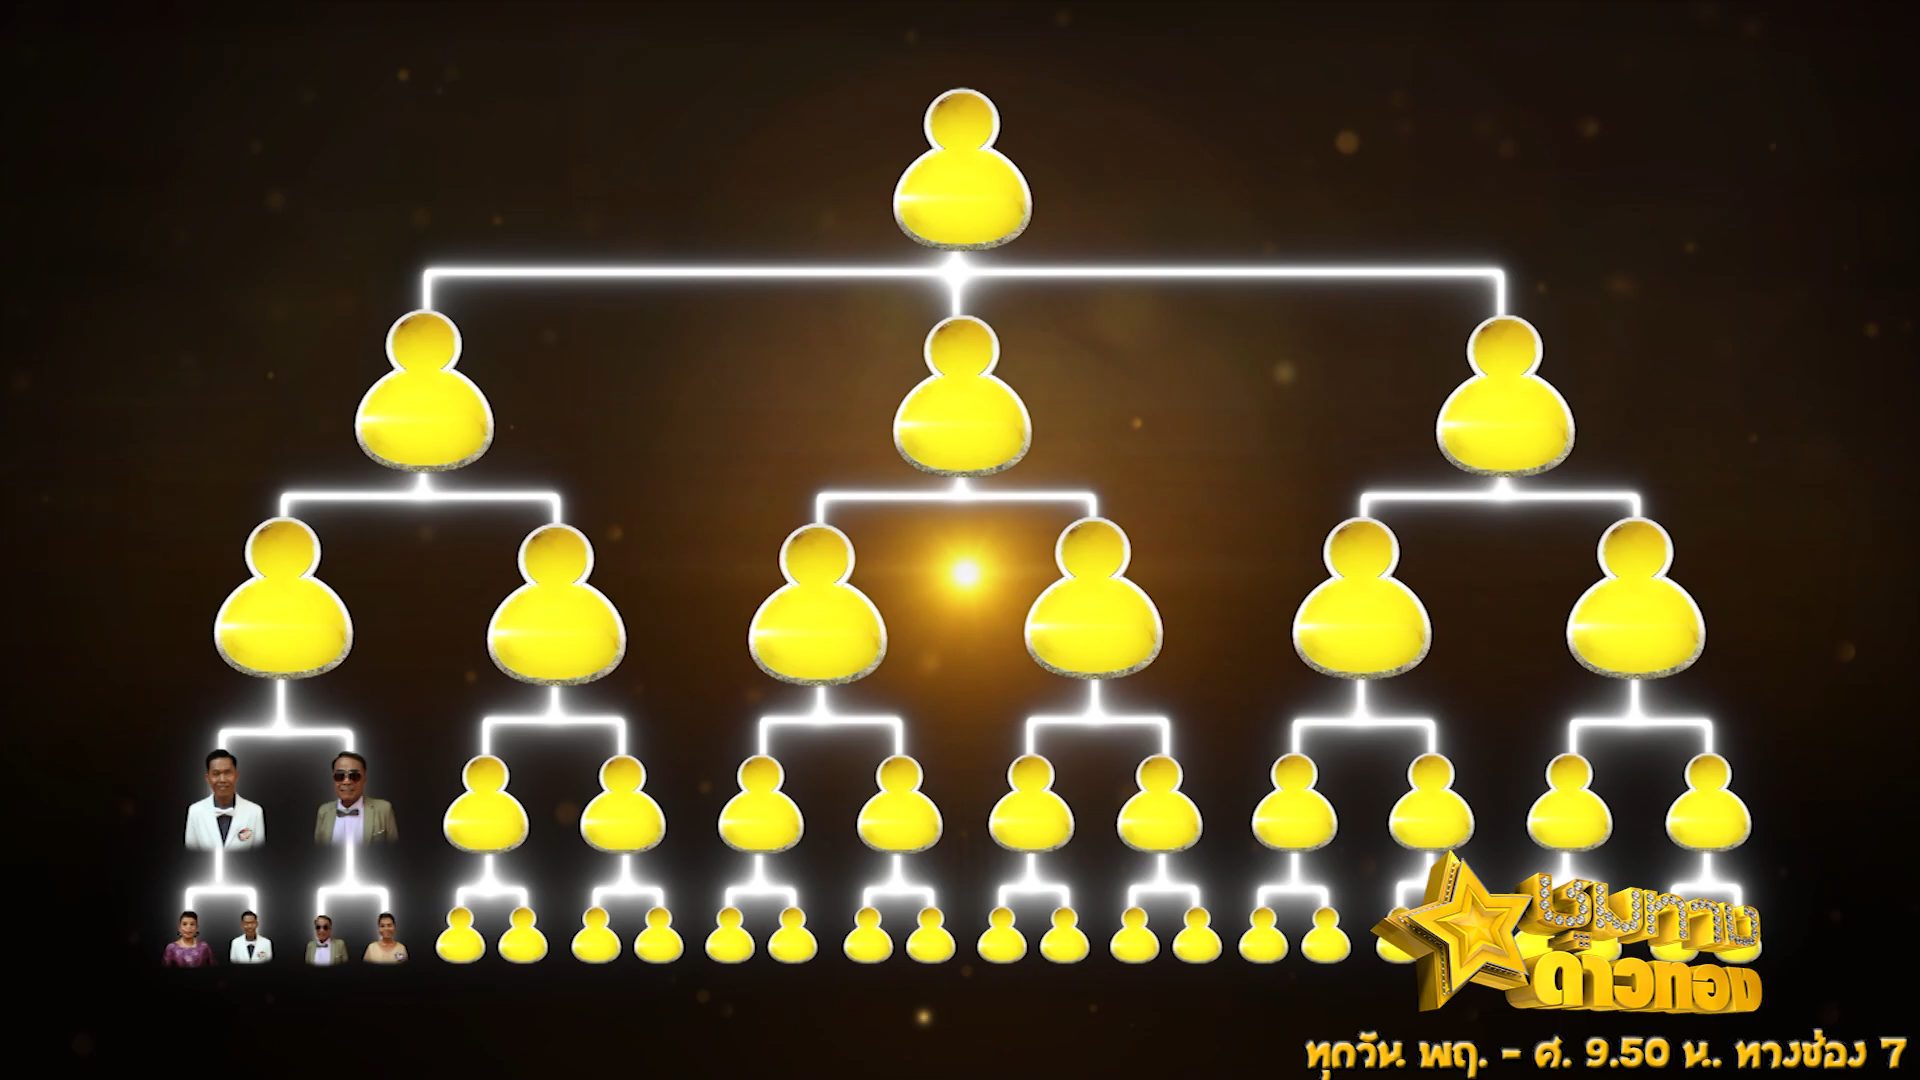 ชุมทาง
ดาวทอง
ทุกวัน พฤ. - ศ. 9.50 น. ทางช่อง 7